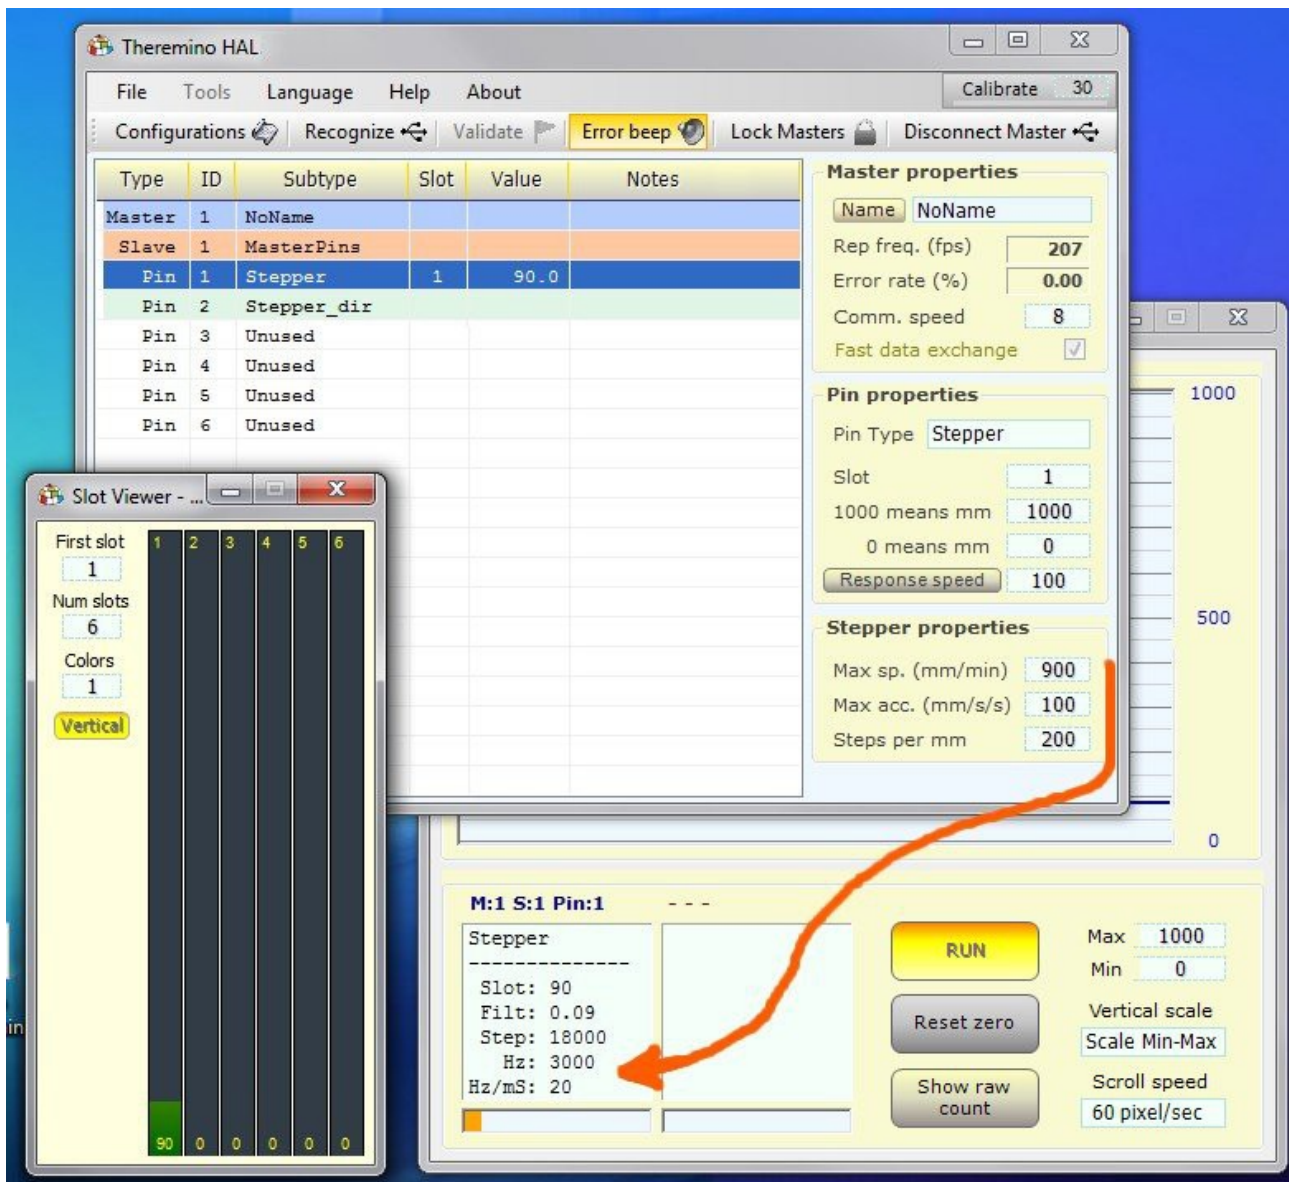 Theremino HAL
File Tools Language Help About Calibrate 30
Configurations Recognize Validate Error beep Lock Masters Disconnect Master
Type ID Subtype Slot Value Notes
Master 1 NoName
Slave 1 MasterPins
Pin 1 Stepper 1 90.0
Pin 2 Stepper_dir
Pin 3 Unused
Pin 4 Unused
Pin 5 Unused
Pin 6 Unused
Master properties
Name NoName
Rep freq. (fps) 207
Error rate (%) 0.00
Comm. speed 8
Fast data exchange
Pin properties
Pin Type Stepper
Slot 1
1000 means mm 1000
0 means mm 0
Response speed 100
Stepper properties
Max sp. (mm/min) 900
Max acc. (mm/s/s) 100
Steps per mm 200
Slot Viewer - ...
First slot
1
Num slots
6
Colors
1
Vertical
1 2 3 4 5 6
90 0 0 0 0 0
1000
500
0
M:1 S:1 Pin:1 - - -
Stepper
--------------
Slot: 90
Filt: 0.09
Step: 18000
Hz: 3000
Hz/mS: 20
RUN
Reset zero
Show raw
count
Max 1000
Min 0
Vertical scale
Scale Min-Max
Scroll speed
60 pixel/sec
in